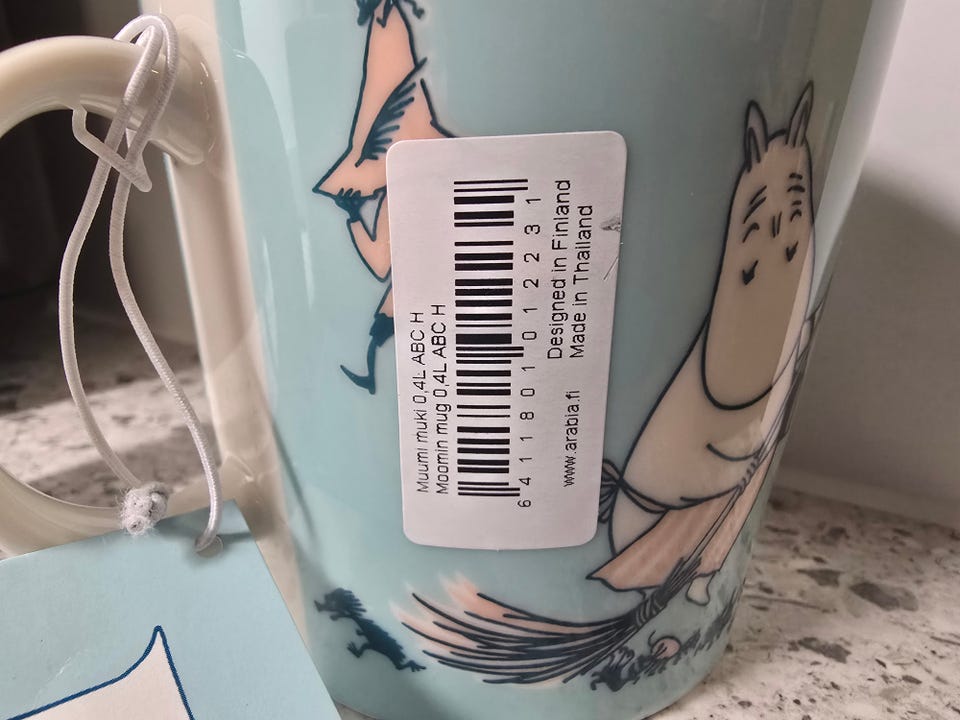 Muumi muki 0,4L ABC H
Moomin mug 0,4L ABC H
6 411801 012231
www.arabia.fi
Designed in Finland
Made in Thailand